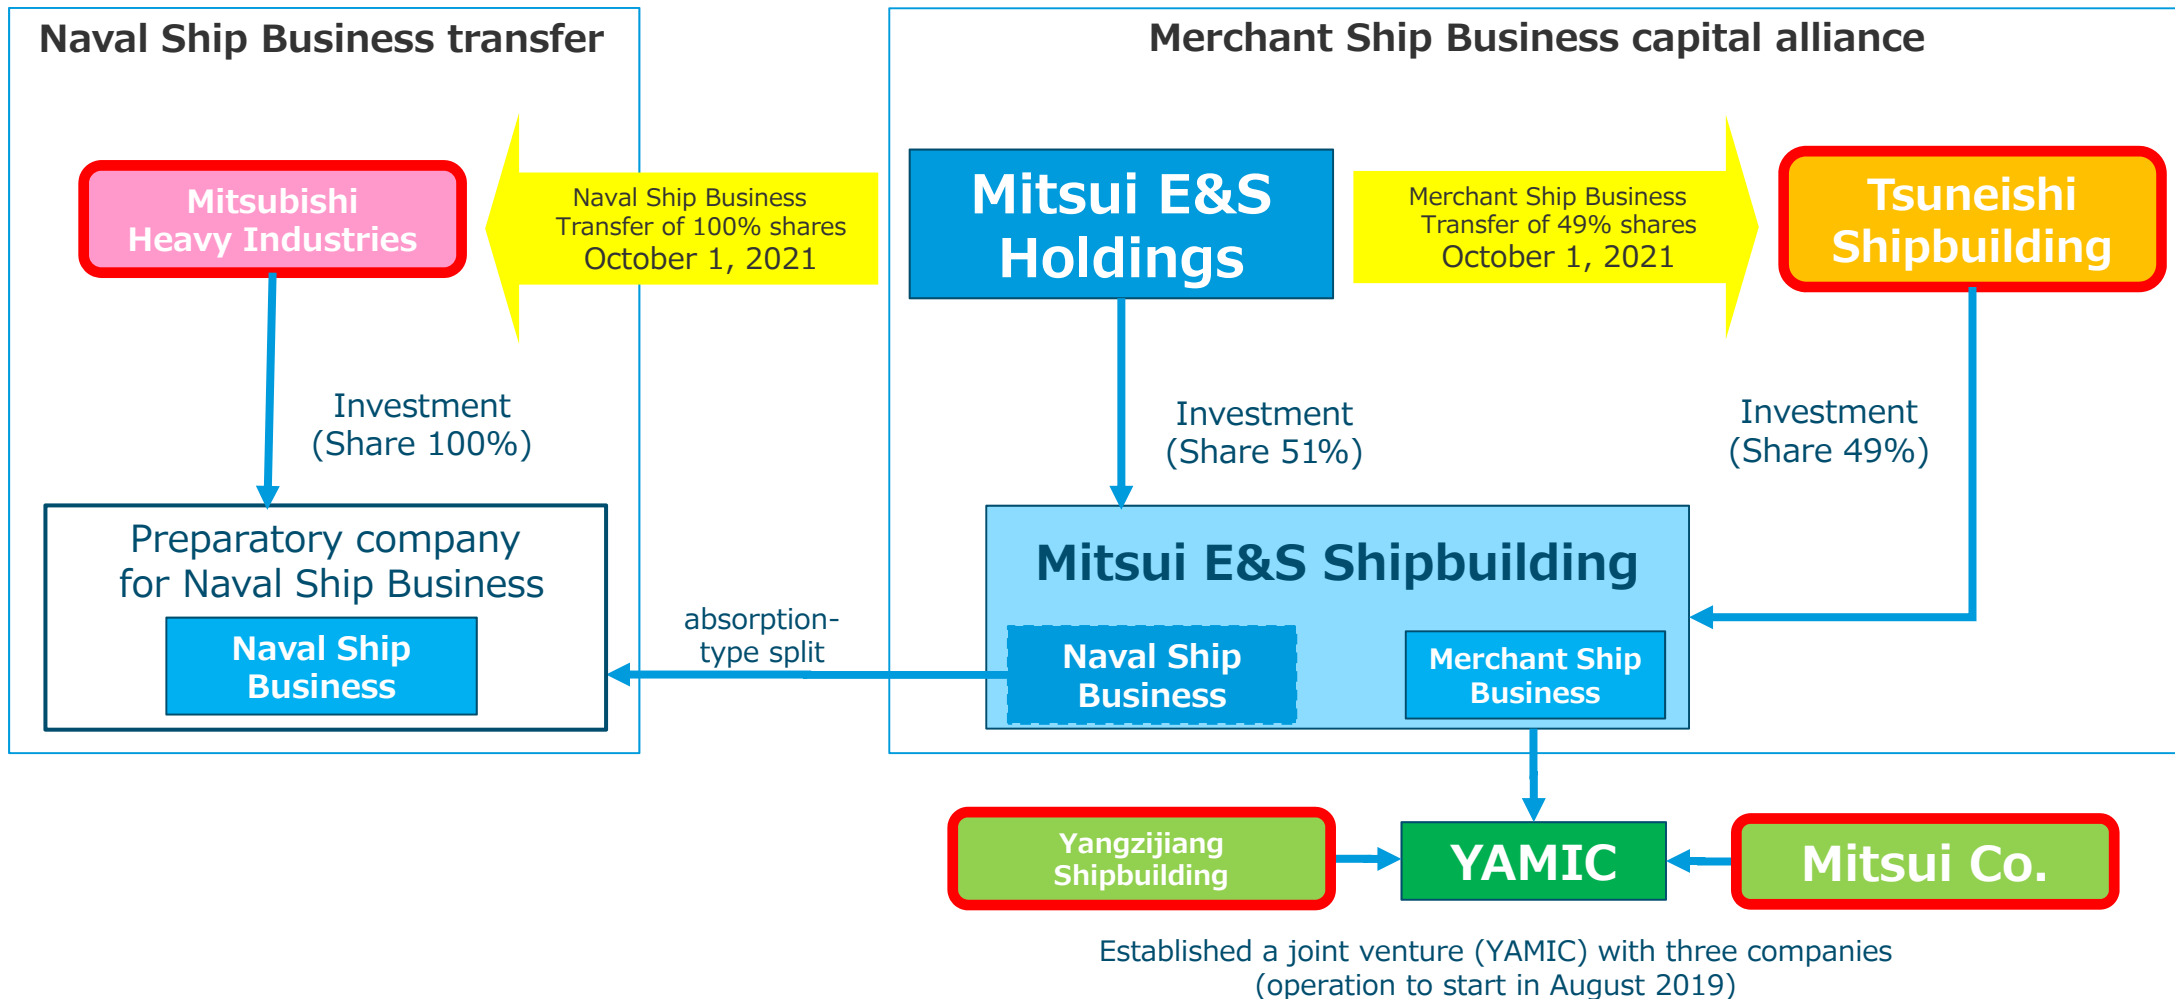 Naval Ship Business transfer
Merchant Ship Business capital alliance
Mitsubishi
Heavy Industries
Naval Ship Business
Transfer of 100% shares
October 1, 2021
Mitsui E&S
Holdings
Merchant Ship Business
Transfer of 49% shares
October 1, 2021
Tsuneishi
Shipbuilding
Investment
(Share 100%)
Investment
(Share 51%)
Investment
(Share 49%)
Preparatory company
for Naval Ship Business
Naval Ship
Business
absorption-
type split
Mitsui E&S Shipbuilding
Naval Ship
Business
Merchant Ship
Business
Yangzijiang
Shipbuilding
YAMIC
Mitsui Co.
Established a joint venture (YAMIC) with three companies
(operation to start in August 2019)